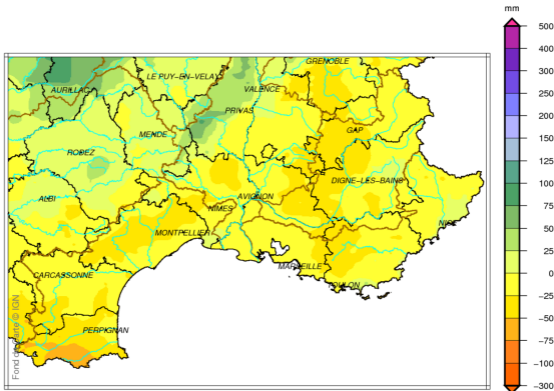 mm
500
400
300
250
200
150
125
100
75
50
25
0
−25
−50
−75
−100
−300
GRENOBLE
LE PUY−EN−VELAY
AURILLAC
VALENCE
PRIVAS
GAP
MENDE
RODEZ
DIGNE−LES−BAINS
ALBI
AVIGNON
NIMES
NICE
MONTPELLIER
MARSEILLE
CARCASSONNE
TOULON
PERPIGNAN
Fond de carte © IGN